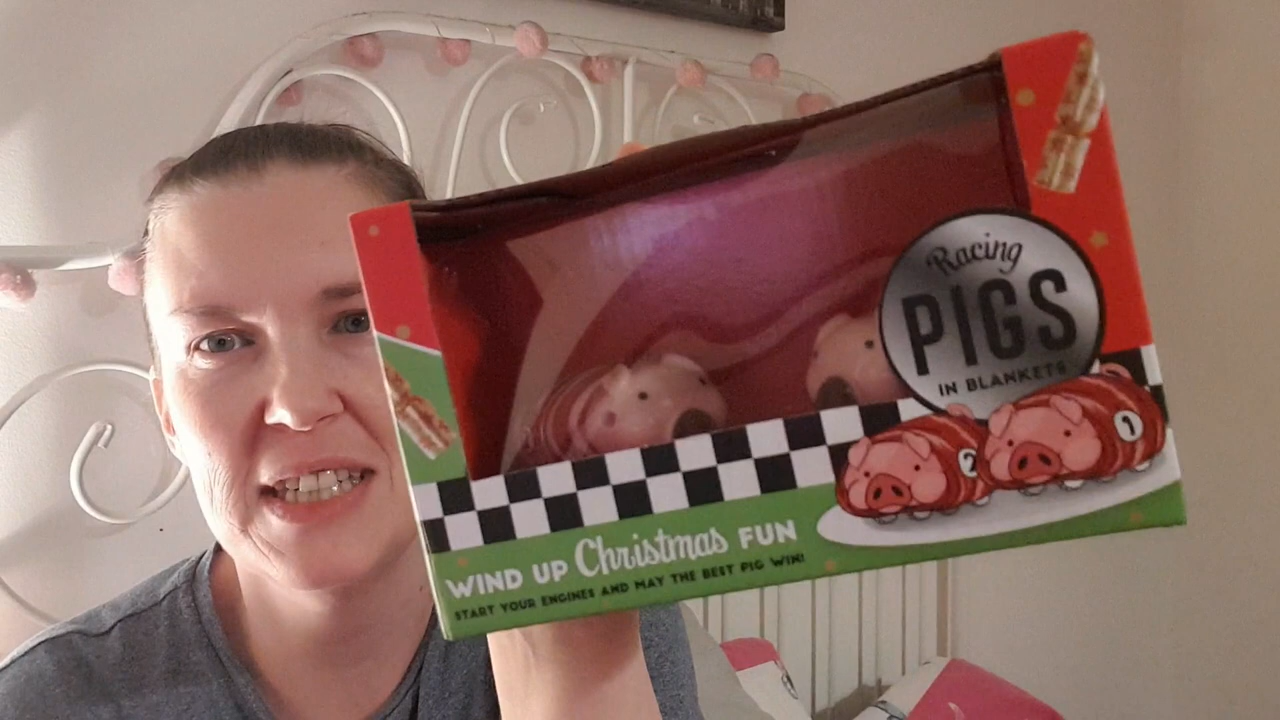 Racing
PIGS
IN BLANKETS
2
1
WIND UP Christmas FUN
START YOUR ENGINES AND MAY THE BEST PIG WIN!